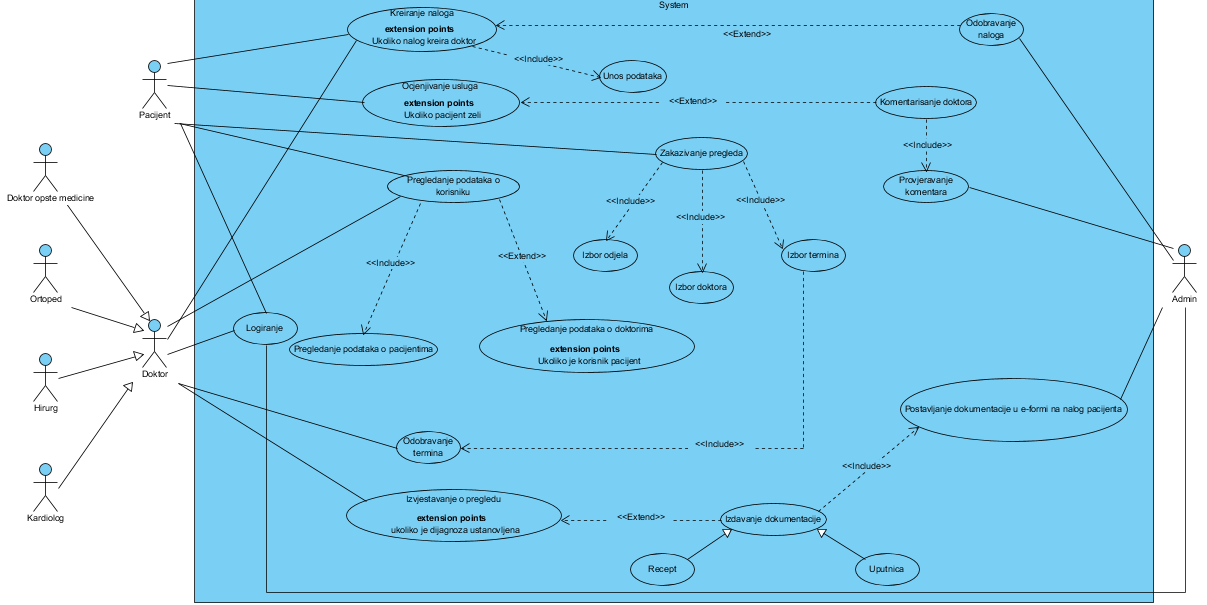 System
Kreiranje naloga
extension points
Ukoliko nalog kreira doktor
<<Extend>>
Odobravanje
naloga
<<Include>>
Unos podataka
Pacijent
Ocjenjivanje usluga
extension points
Ukoliko pacijent zeli
<<Extend>>
Komentarisanje doktora
<<Include>>
Provjeravanje
komentara
Zakazivanje pregleda
Doktor opste medicine
Pregledanje podataka o
korisniku
<<Include>>
<<Include>>
<<Include>>
Izbor odjela
Izbor doktora
Izbor termina
<<Include>>
<<Extend>>
Ortoped
Admin
Logiranje
Pregledanje podataka o pacijentima
Pregledanje podataka o doktorima
extension points
Ukoliko je korisnik pacijent
Doktor
Hirurg
Postavljanje dokumentacije u e-formi na nalog pacijenta
Odobravanje
termina
<<Include>>
<<Include>>
Kardiolog
Izvjestavanje o pregledu
extension points
ukoliko je dijagnoza ustanovljena
<<Extend>>
Izdavanje dokumentacije
Recept
Uputnica